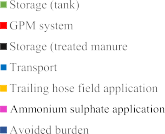 Storage (tank)
GPM system
Storage (treated manure
Transport
Trailing hose field application
Ammonium sulphate application
Avoided burden